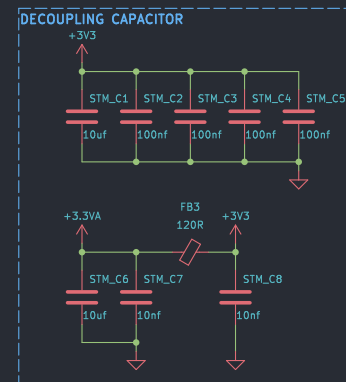 DECOUPLING CAPACITOR
+3V3
STM_C1 STM_C2 STM_C3 STM_C4 STM_C5
10uf 100nf 100nf 100nf 100nf
FB3
+3.3VA 120R +3V3
STM_C6 STM_C7 STM_C8
10uf 10nf 10nf